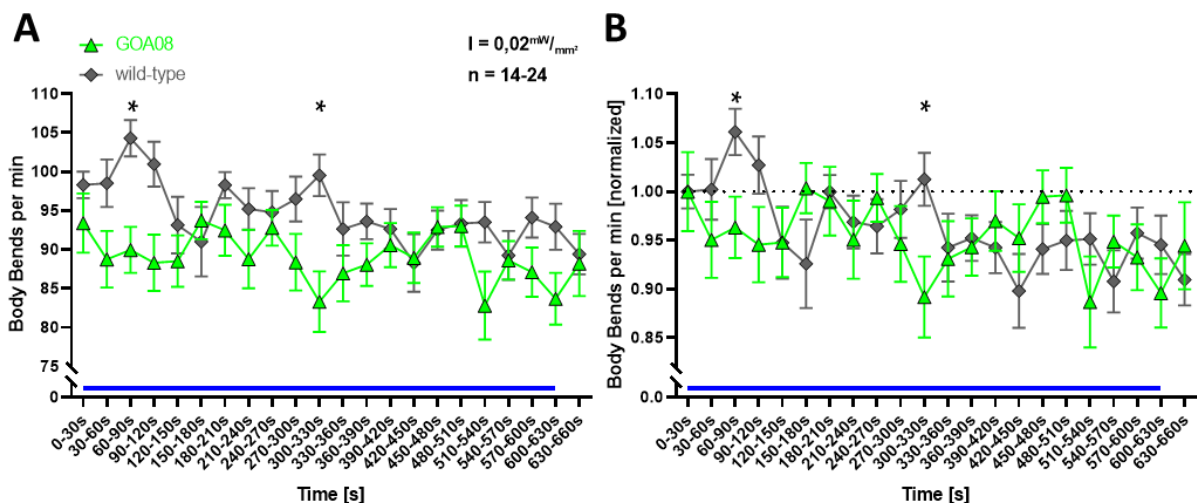 A
GOA08
wild-type
I = 0,02mW/mm²
n = 14-24
*
*
Body Bends per min
110
105
100
95
90
85
80
75
0
0-30s
30-60s
60-90s
90-120s
120-150s
150-180s
180-210s
210-240s
240-270s
270-300s
300-330s
330-360s
360-390s
390-420s
420-450s
450-480s
480-510s
510-540s
540-57s
570-600s
600-630s
630-660s
Time [s]
B
*
*
Body Bends per min [normalized]
1.10
1.05
1.00
0.95
0.90
0.85
0.0
0-30s
30-60s
60-90s
90-120s
120-150s
150-180s
180-210s
210-240s
240-270s
270-300s
300-330s
330-360s
360-390s
390-420s
420-450s
450-480s
480-510s
510-540s
540-57s
570-600s
600-630s
630-660s
Time [s]